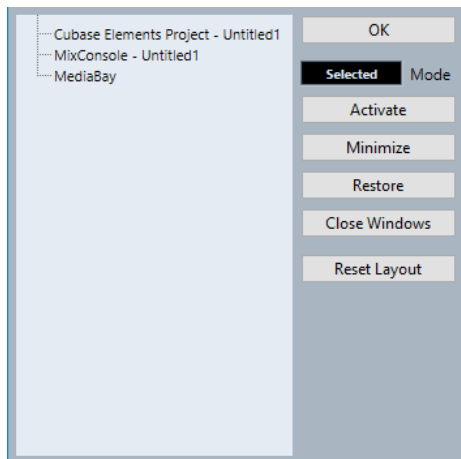 Cubase Elements Project - Untitled1
MixConsole - Untitled1
MediaBay
OK
Selected Mode
Activate
Minimize
Restore
Close Windows
Reset Layout